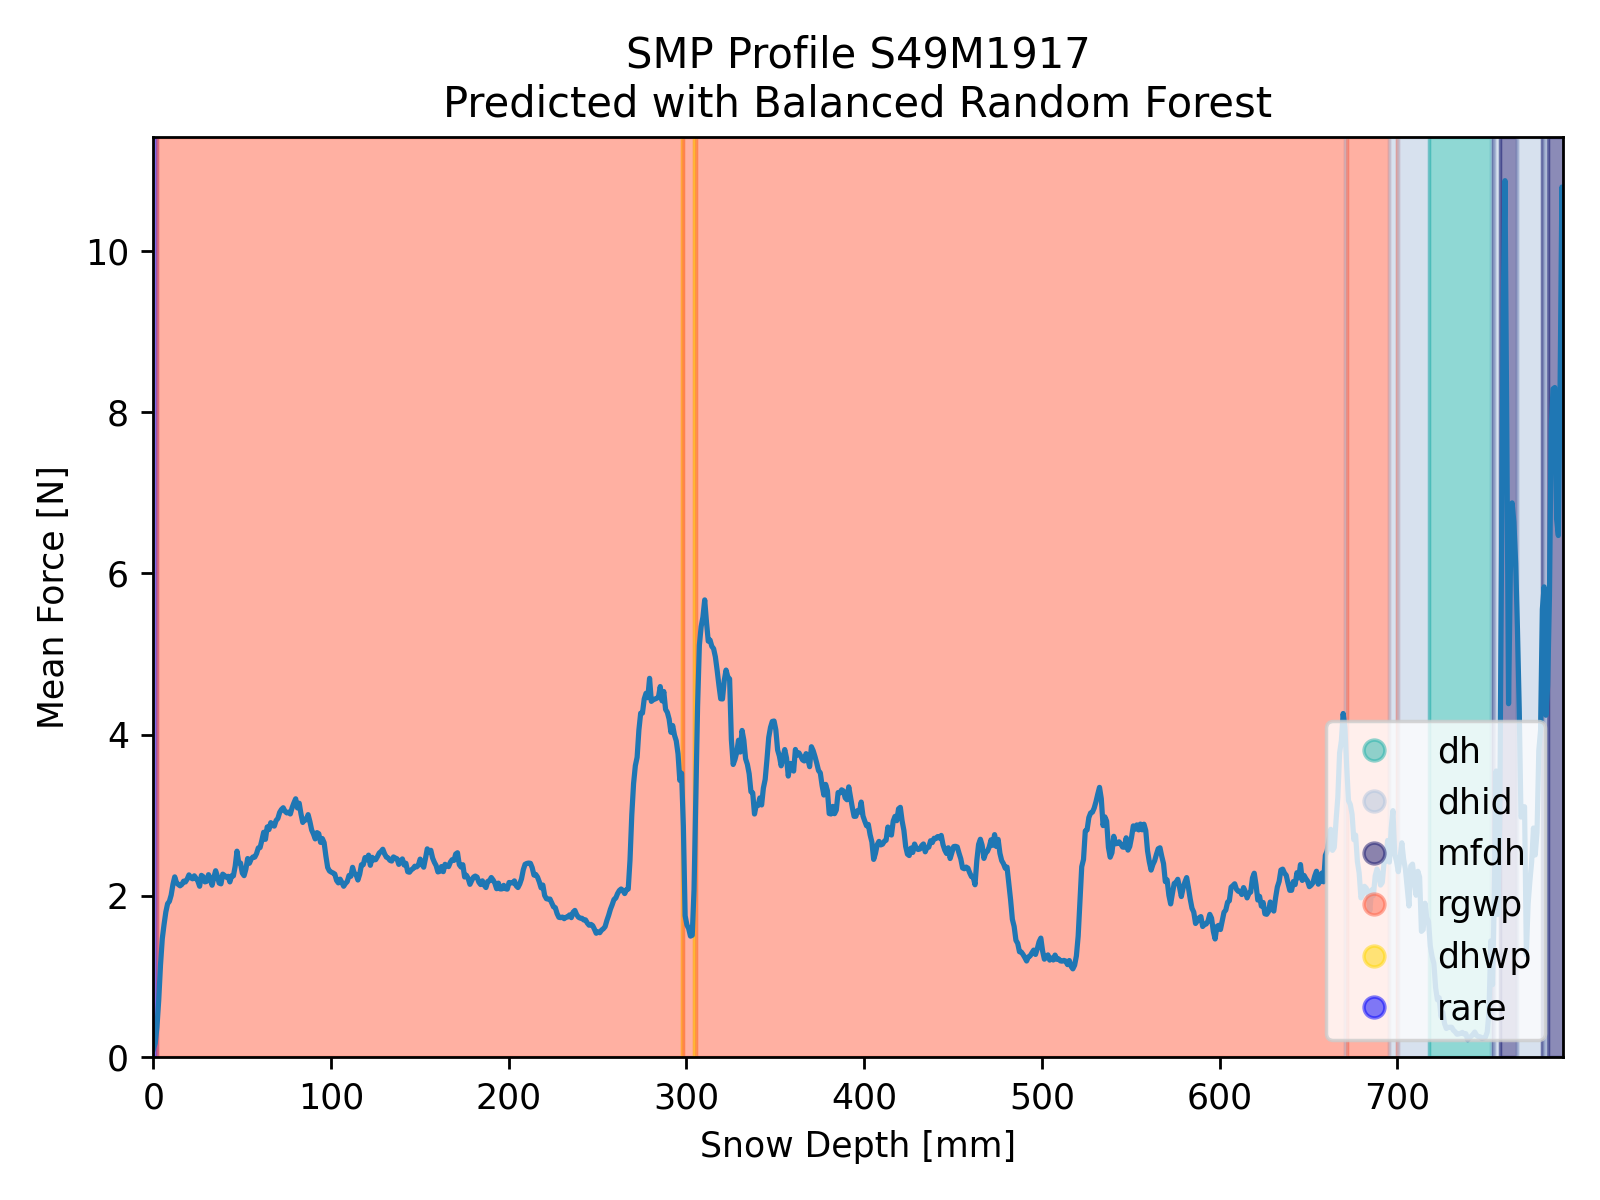 SMP Profile S49M1917
Predicted with Balanced Random Forest
Mean Force [N]
10
8
6
4
2
0
0 100 200 300 400 500 600 700
Snow Depth [mm]
dh
dhid
mfdh
rgwp
dhwp
rare